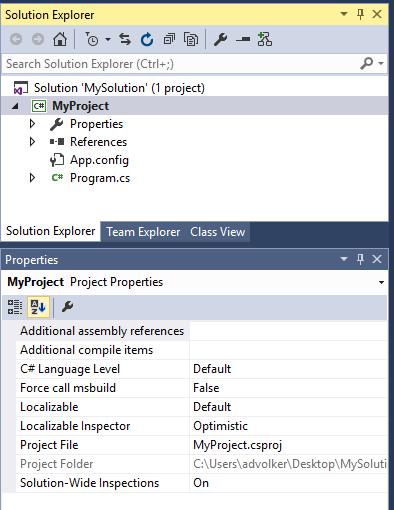 Solution Explorer
Search Solution Explorer (Ctrl+;)
Solution 'MySolution' (1 project)
C# MyProject
Properties
References
App.config
C# Program.cs
Solution Explorer Team Explorer Class View
Properties
MyProject Project Properties
A Z
Additional assembly references
Additional compile items
C# Language Level Default
Force call msbuild False
Localizable Default
Localizable Inspector Optimistic
Project File MyProject.csproj
Project Folder C:\Users\advolker\Desktop\MySoluti
Solution-Wide Inspections On